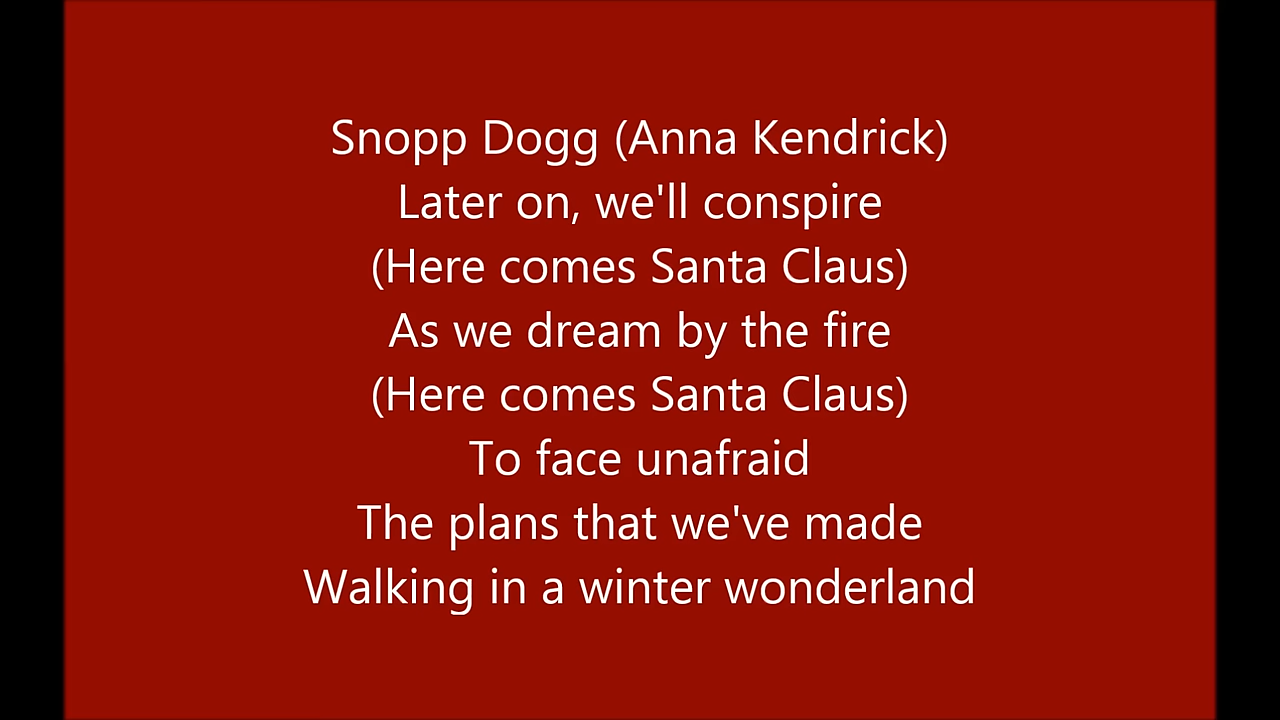 Snopp Dogg (Anna Kendrick)
Later on, we'll conspire
(Here comes Santa Claus)
As we dream by the fire
(Here comes Santa Claus)
To face unafraid
The plans that we've made
Walking in a winter wonderland